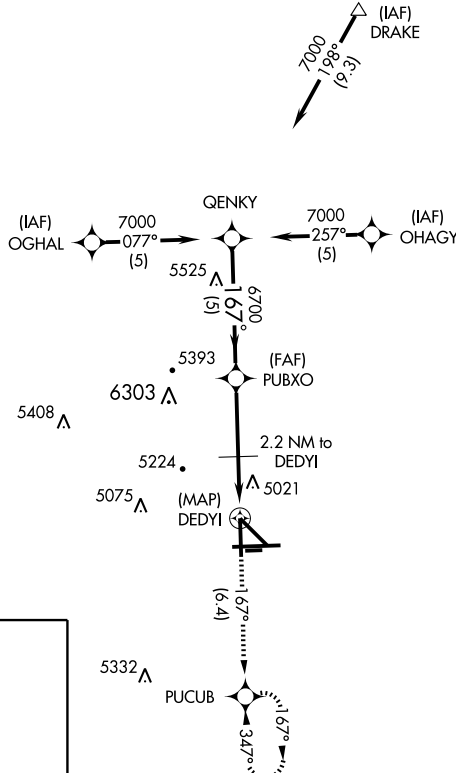 (IAF)
DRAKE
7000
198°
(9.3)
QENKY
(IAF)
OGHAL
7000
077°
(5)
7000
257°
(5)
(IAF)
OHAGY
5525
6700
167°
(5)
5393
(FAF)
PUBXO
6303
5408
2.2 NM to
DEDYI
5224
5021
5075
(MAP)
DEDYI
167°
(6.4)
5332
PUCUB
167°
347°